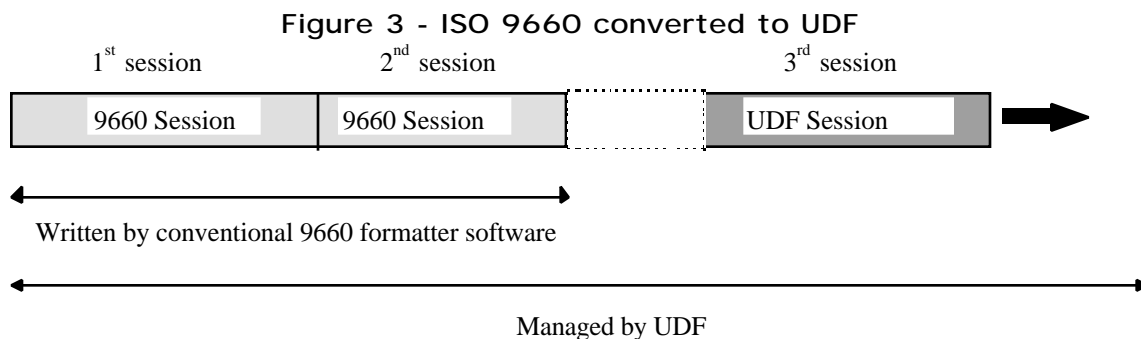 Figure 3 - ISO 9660 converted to UDF
1st session 2nd session 3rd session
9660 Session 9660 Session UDF Session
Written by conventional 9660 formatter software
Managed by UDF